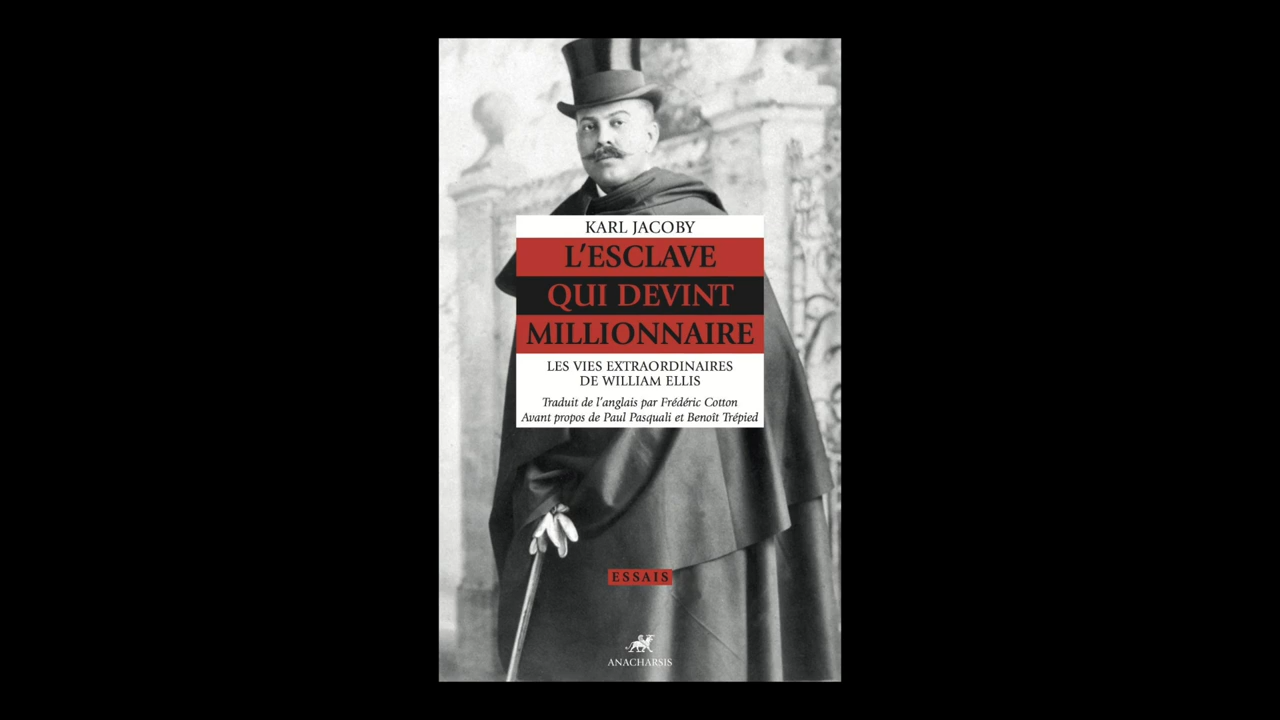 KARL JACOBY
L'ESCLAVE
QUI DEVINT
MILLIONNAIRE
LES VIES EXTRAORDINAIRES
DE WILLIAM ELLIS
Traduit de l'anglais par Frédéric Cotton
Avant propos de Paul Pasquali et Benoît Trépied
ESSAIS
ANACHARSIS